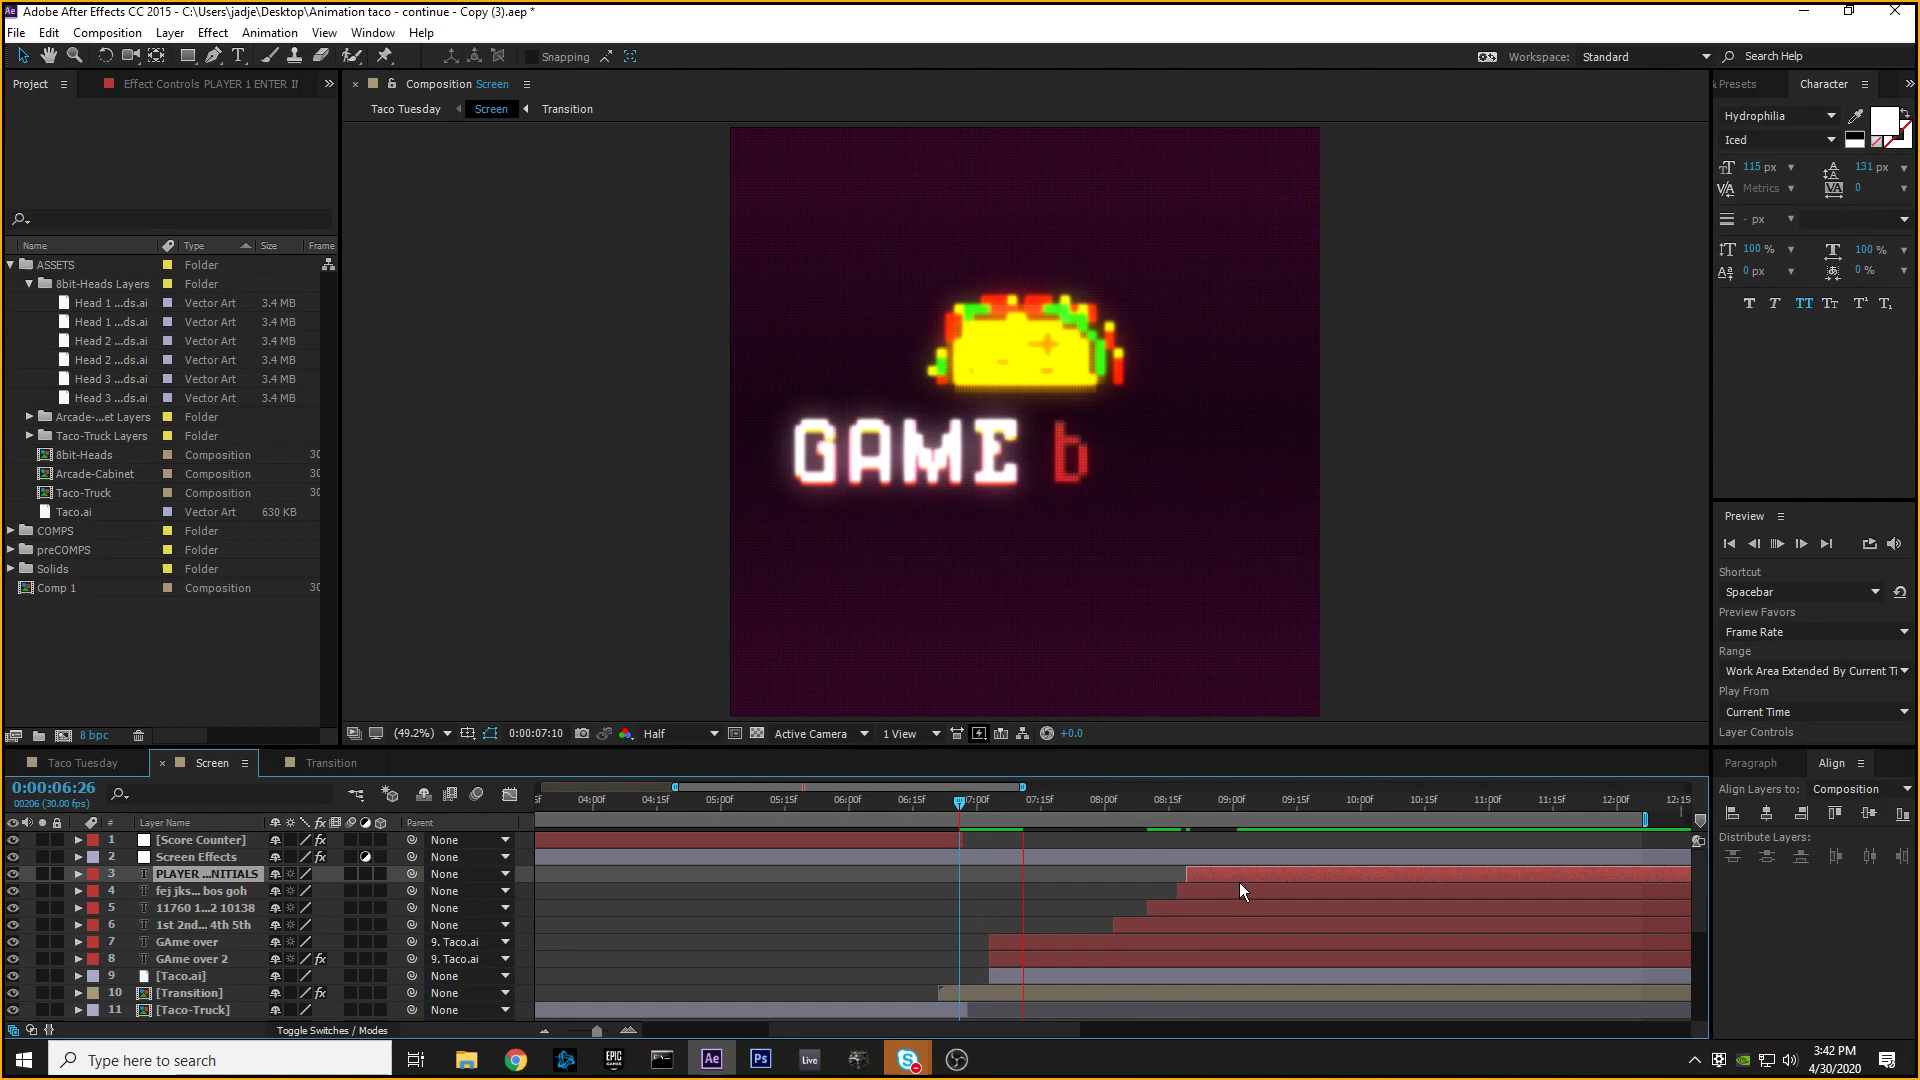 Adobe After Effects CC 2015 - C:\Users\jadje\Desktop\Animation taco - continue - Copy (3).aep *
File Edit Composition Layer Effect Animation View Window Help
Snapping
Workspace: Standard
Search Help
Project
Effect Controls PLAYER 1 ENTER II
Composition Screen
Taco Tuesday Screen Transition
Presets
Character
Hydrophilia
Iced
115 px
131 px
Metrics
0
- px
100 %
100 %
0 px
0 %
Name Type Size Frame
ASSETS Folder
8bit-Heads Layers Folder
Head 1 ...ds.ai Vector Art 3.4 MB
Head 1 ...ds.ai Vector Art 3.4 MB
Head 2 ...ds.ai Vector Art 3.4 MB
Head 2 ...ds.ai Vector Art 3.4 MB
Head 3 ...ds.ai Vector Art 3.4 MB
Head 3 ...ds.ai Vector Art 3.4 MB
Arcade-...et Layers Folder
Taco-Truck Layers Folder
8bit-Heads Composition 30
Arcade-Cabinet Composition 30
Taco-Truck Composition 30
Taco.ai Vector Art 630 KB
COMPS Folder
preCOMPS Folder
Solids Folder
Comp 1 Composition 30
8 bpc
GAME b
(49.2%) 0:00:07:10 Half Active Camera 1 View +0.0
Preview
Shortcut
Spacebar
Preview Favors
Frame Rate
Range
Work Area Extended By Current Ti
Play From
Current Time
Layer Controls
Taco Tuesday Screen Transition
0:00:06:26
00206 (30.00 fps)
5f 04:00f 04:15f 05:00f 05:15f 06:00f 06:15f 07:00f 07:15f 08:00f 08:15f 09:00f 09:15f 10:00f 10:15f 11:00f 11:15f 12:00f 12:15
# Layer Name fx Parent
1 [Score Counter] fx None
2 Screen Effects fx None
3 PLAYER ...NITIALS None
4 fej jks... bos goh None
5 11760 1...2 10138 None
6 1st 2nd... 4th 5th None
7 GAme over 9. Taco.ai
8 GAme over 2 fx 9. Taco.ai
9 [Taco.ai] None
10 [Transition] fx None
11 [Taco-Truck] None
Toggle Switches / Modes
Paragraph Align
Align Layers to: Composition
Distribute Layers:
Type here to search
EPIC GAMES
Ae
Ps
Live
3:42 PM
4/30/2020